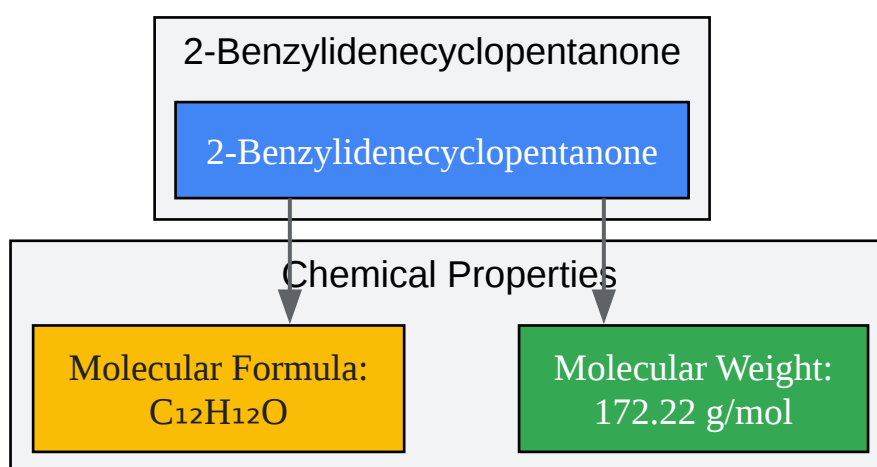 2-Benzylidenecyclopentanone
2-Benzylidenecyclopentanone
Chemical Properties
Molecular Formula:
C₁₂H₁₂O
Molecular Weight:
172.22 g/mol